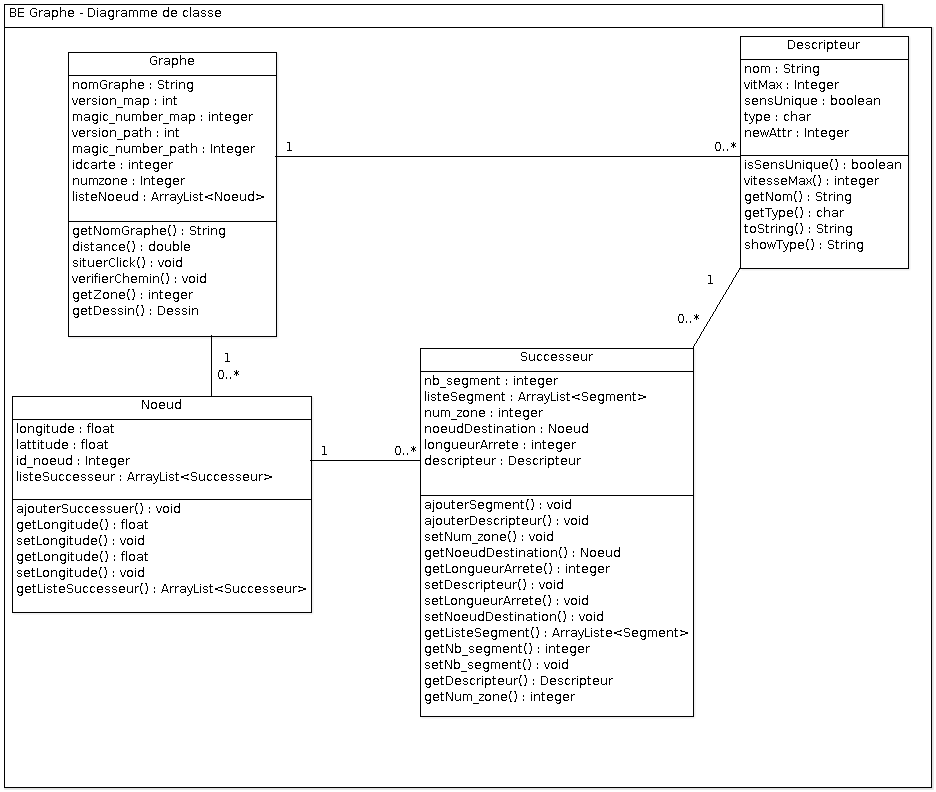 BE Graphe - Diagramme de classe
Graphe
nomGraphe : String
version_map : int
magic_number_map : integer
version_path : int
magic_number_path : Integer
idcarte : integer
numzone : Integer
listeNoeud : ArrayList<Noeud>
getNomGraphe() : String
distance() : double
situerClick() : void
verifierChemin() : void
getZone() : integer
getDessin() : Dessin
1
0..*
Descripteur
nom : String
vitMax : Integer
sensUnique : boolean
type : char
newAttr : Integer
isSensUnique() : boolean
vitesseMax() : integer
getNom() : String
getType() : char
toString() : String
showType() : String
1
0..*
1
0..*
Noeud
longitude : float
lattitude : float
id_noeud : Integer
listeSuccesseur : ArrayList<Successeur>
ajouterSuccessuer() : void
getLongitude() : float
setLongitude() : void
getLongitude() : float
setLongitude() : void
getListeSuccesseur() : ArrayList<Successeur>
1
0..*
Successeur
nb_segment : integer
listeSegment : ArrayList<Segment>
num_zone : integer
noeudDestination : Noeud
longueurArrete : integer
descripteur : Descripteur
ajouterSegment() : void
ajouterDescripteur() : void
setNum_zone() : void
getNoeudDestination() : Noeud
getLongueurArrete() : integer
setDescripteur() : void
setLongueurArrete() : void
setNoeudDestination() : void
getListeSegment() : ArrayListe<Segment>
getNb_segment() : integer
setNb_segment() : void
getDescripteur() : Descripteur
getNum_zone() : integer